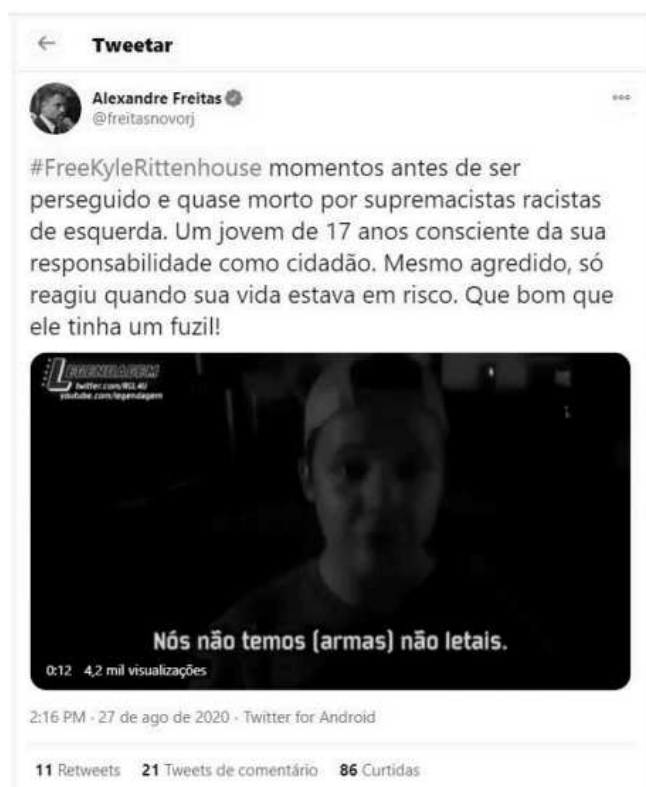 ← Tweetar
Alexandre Freitas
@freitasnovorj
#FreeKyleRittenhouse momentos antes de ser
perseguido e quase morto por supremacistas racistas
de esquerda. Um jovem de 17 anos consciente da sua
responsabilidade como cidadão. Mesmo agredido, só
reagiu quando sua vida estava em risco. Que bom que
ele tinha um fuzil!
LEGENDAGEM
twitter.com/RSL4U
youtube.com/legendagem
Nós não temos (armas) não letais.
0:12 4,2 mil visualizações
2:16 PM · 27 de ago de 2020 · Twitter for Android
11 Retweets 21 Tweets de comentário 86 Curtidas